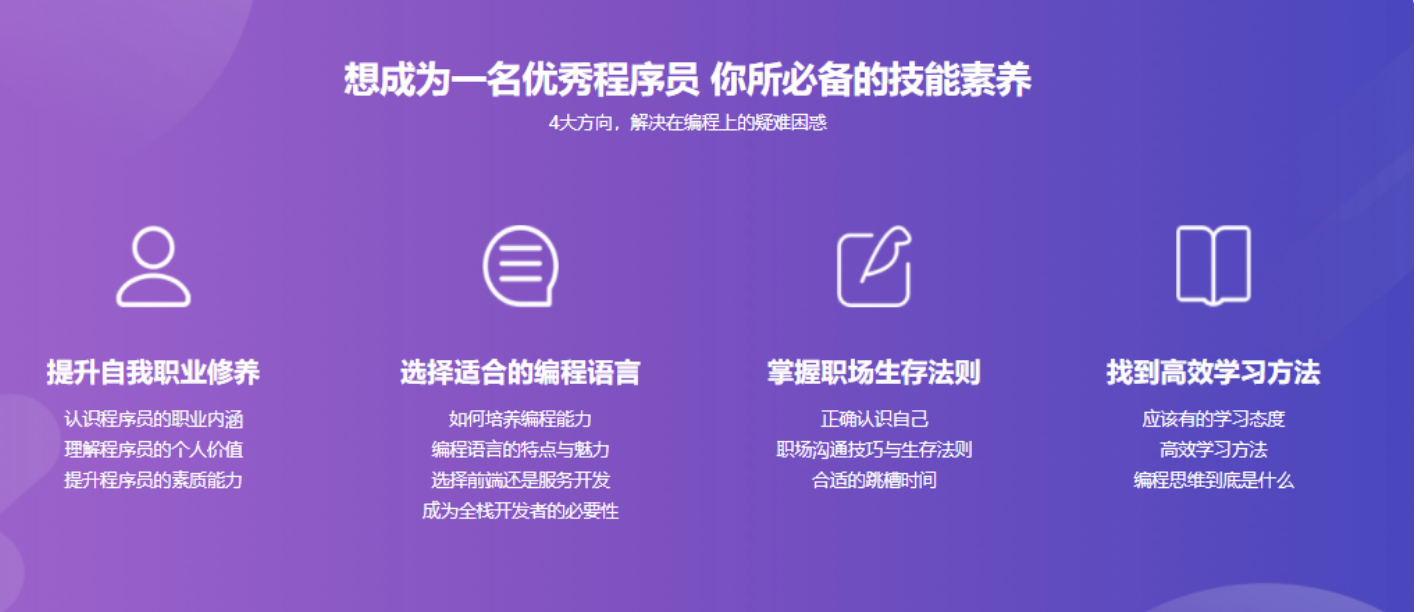 想成为一名优秀程序员 你所必备的技能素养
4大方向，解决在编程上的疑难困惑
提升自我职业修养
认识程序员的职业内涵
理解程序员的个人价值
提升程序员的素质能力
选择适合的编程语言
如何培养编程能力
编程语言的特点与魅力
选择前端还是服务开发
成为全栈开发者的必要性
掌握职场生存法则
正确认识自己
职场沟通技巧与生存法则
合适的跳槽时间
找到高效学习方法
应该有的学习态度
高效学习方法
编程思维到底是什么